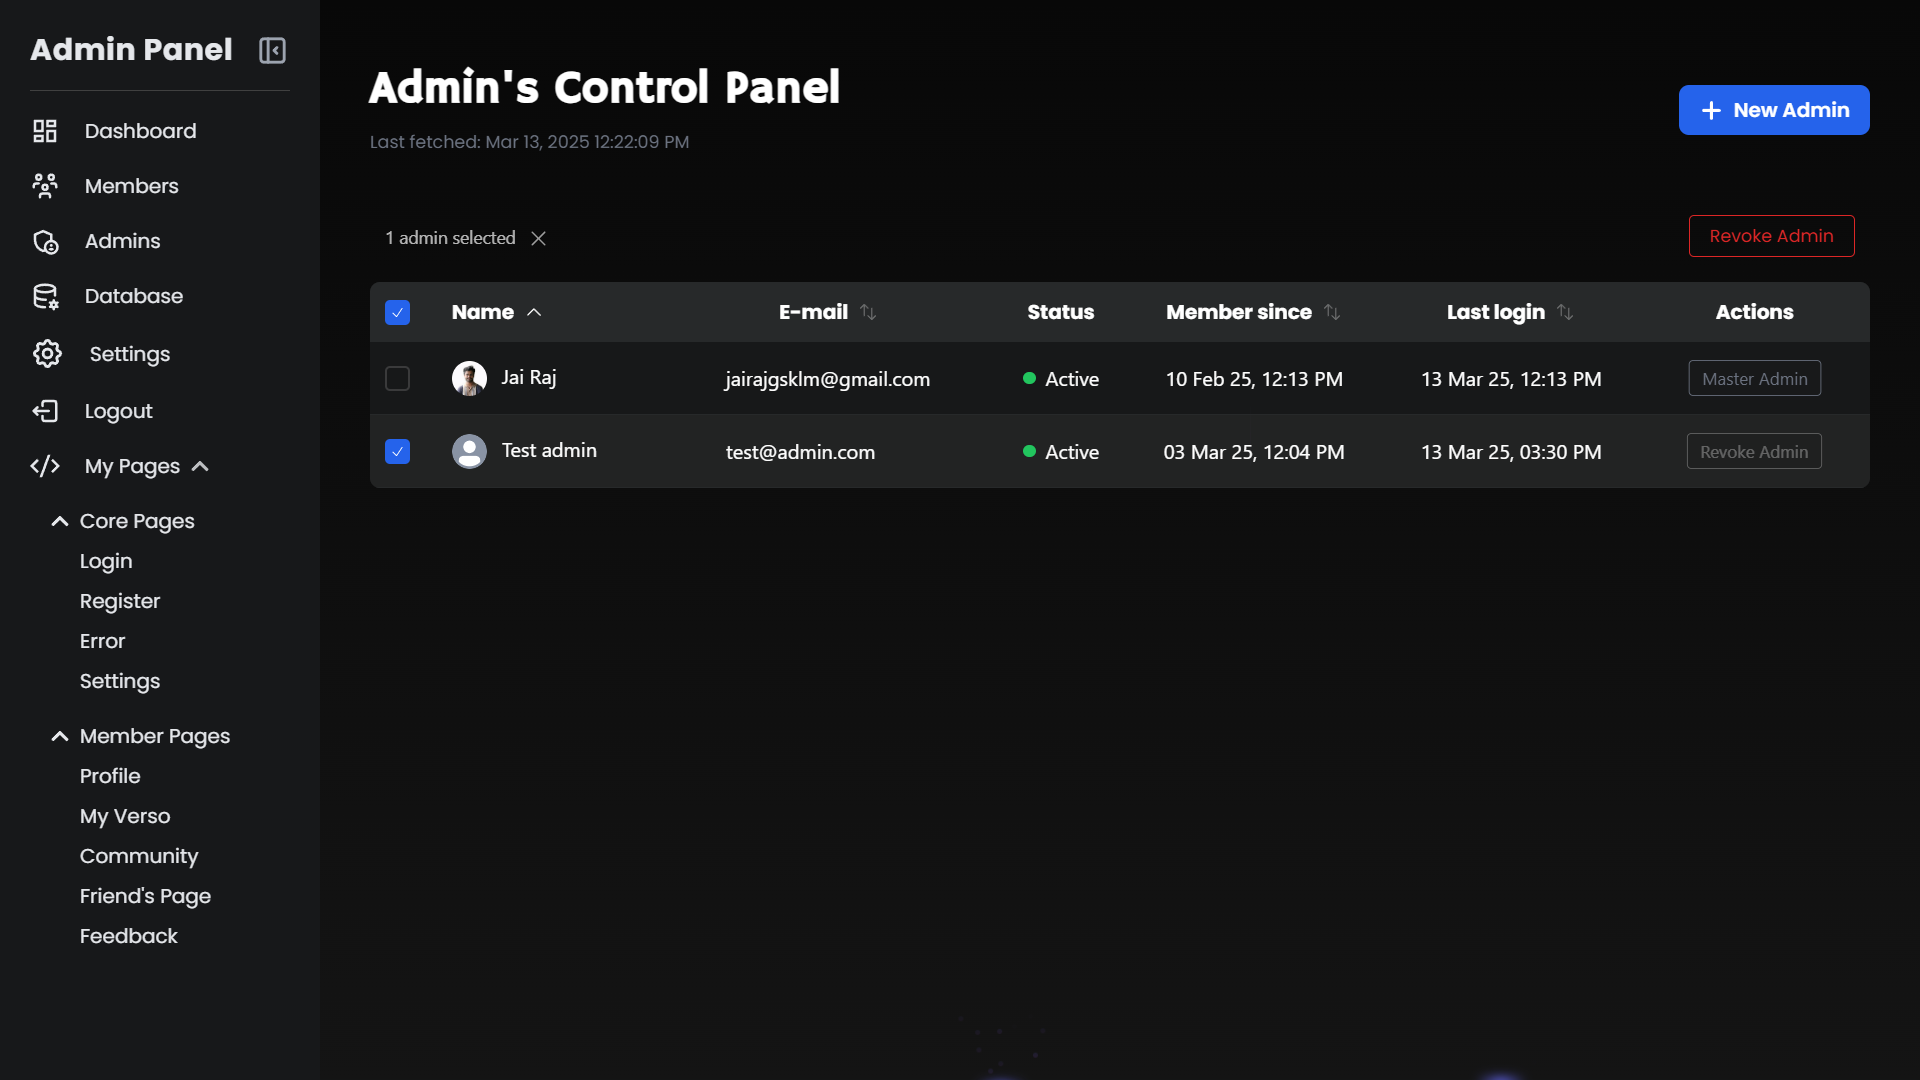 Admin Panel
Dashboard
Members
Admins
Database
Settings
Logout
My Pages
Core Pages
Login
Register
Error
Settings
Member Pages
Profile
My Verso
Community
Friend's Page
Feedback
Admin's Control Panel
Last fetched: Mar 13, 2025 12:22:09 PM
New Admin
1 admin selected
Revoke Admin
Name E-mail Status Member since Last login Actions
Jai Raj jairajgsklm@gmail.com Active 10 Feb 25, 12:13 PM 13 Mar 25, 12:13 PM Master Admin
Test admin test@admin.com Active 03 Mar 25, 12:04 PM 13 Mar 25, 03:30 PM Revoke Admin